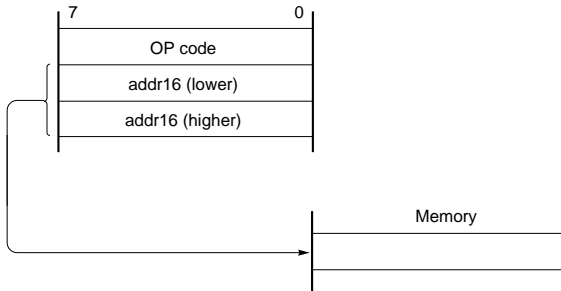 7 0
OP code
addr16 (lower)
addr16 (higher)
Memory